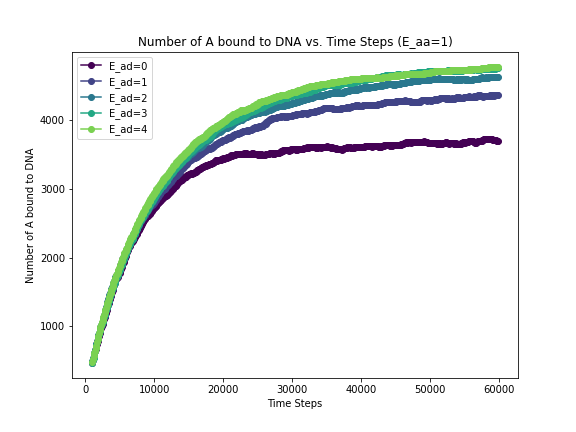 Number of A bound to DNA vs. Time Steps (E_aa=1)
E_ad=0
E_ad=1
E_ad=2
E_ad=3
E_ad=4
Number of A bound to DNA
4000
3000
2000
1000
0 10000 20000 30000 40000 50000 60000
Time Steps